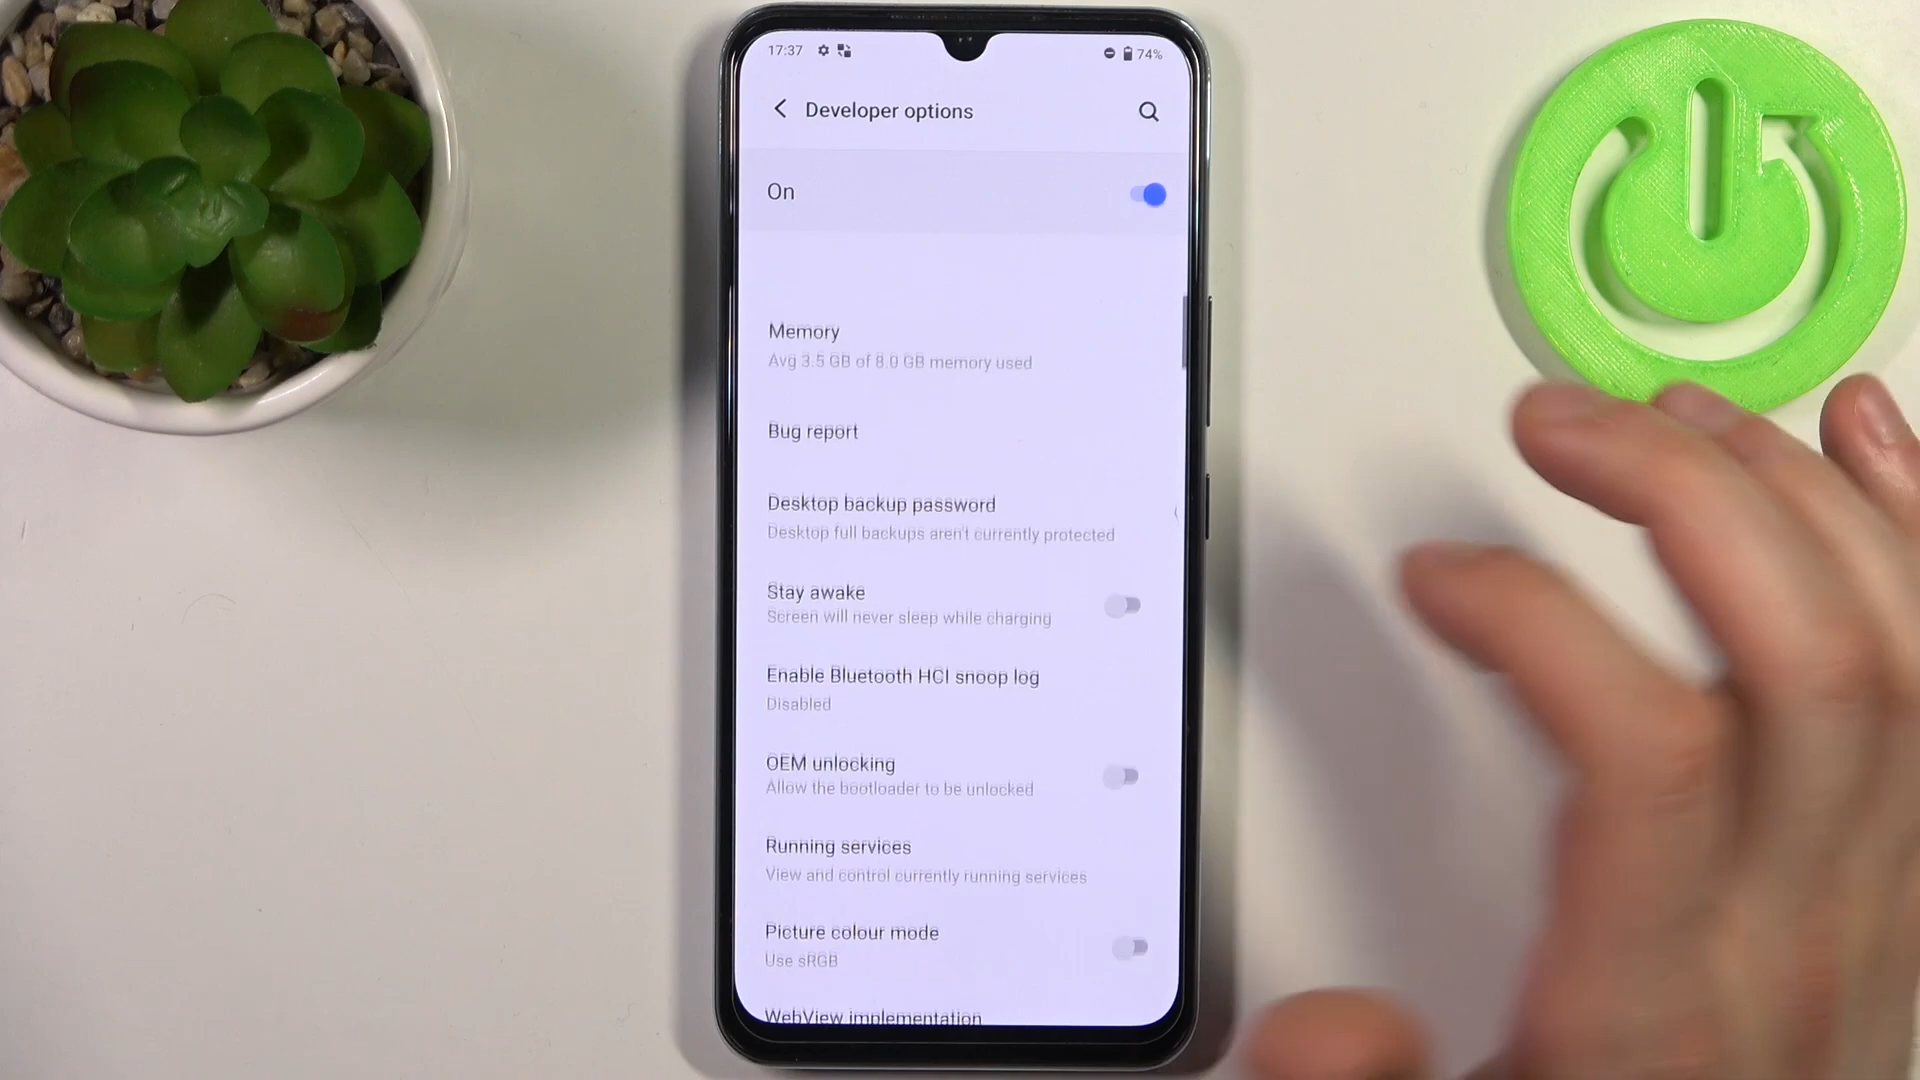 17:37
74%
Developer options
On
Memory
Avg 3.5 GB of 8.0 GB memory used
Bug report
Desktop backup password
Desktop full backups aren't currently protected
Stay awake
Screen will never sleep while charging
Enable Bluetooth HCI snoop log
Disabled
OEM unlocking
Allow the bootloader to be unlocked
Running services
View and control currently running services
Picture colour mode
Use sRGB
WebView implementation